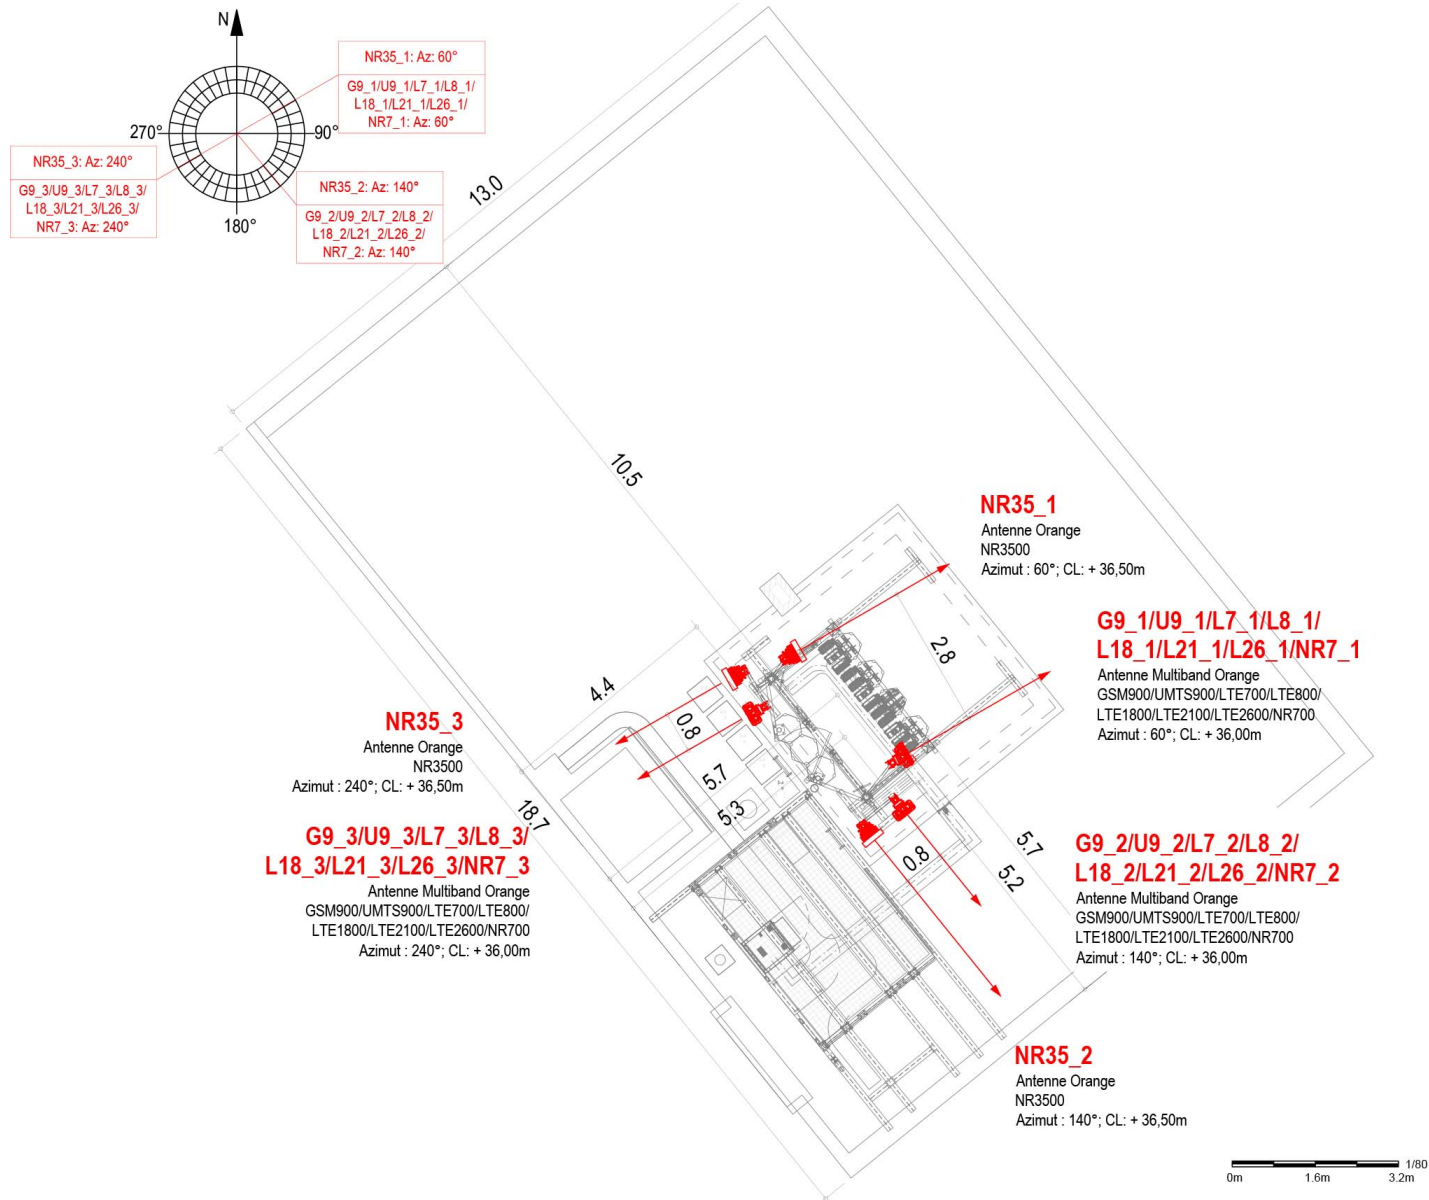 N
NR35_1: Az: 60°
G9_1/U9_1/L7_1/L8_1/
L18_1/L21_1/L26_1/
NR7_1: Az: 60°
270°
90°
NR35_3: Az: 240°
G9_3/U9_3/L7_3/L8_3/
L18_3/L21_3/L26_3/
NR7_3: Az: 240°
NR35_2: Az: 140°
G9_2/U9_2/L7_2/L8_2/
L18_2/L21_2/L26_2/
NR7_2: Az: 140°
180°
13.0
10.5
NR35_1
Antenne Orange
NR3500
Azimut : 60°; CL: + 36,50m
G9_1/U9_1/L7_1/L8_1/
L18_1/L21_1/L26_1/NR7_1
Antenne Multiband Orange
GSM900/UMTS900/LTE700/LTE800/
LTE1800/LTE2100/LTE2600/NR700
Azimut : 60°; CL: + 36,00m
2.8
4.4
0.8
5.7
5.3
NR35_3
Antenne Orange
NR3500
Azimut : 240°; CL: + 36,50m
18.7
G9_3/U9_3/L7_3/L8_3/
L18_3/L21_3/L26_3/NR7_3
Antenne Multiband Orange
GSM900/UMTS900/LTE700/LTE800/
LTE1800/LTE2100/LTE2600/NR700
Azimut : 240°; CL: + 36,00m
0.8
5.7
5.2
G9_2/U9_2/L7_2/L8_2/
L18_2/L21_2/L26_2/NR7_2
Antenne Multiband Orange
GSM900/UMTS900/LTE700/LTE800/
LTE1800/LTE2100/LTE2600/NR700
Azimut : 140°; CL: + 36,00m
NR35_2
Antenne Orange
NR3500
Azimut : 140°; CL: + 36,50m
1/80
0m 1.6m 3.2m